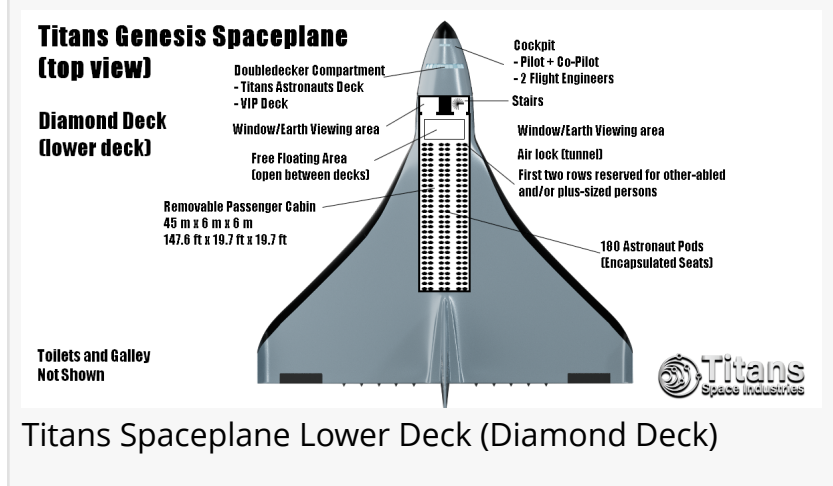 Titans Genesis Spaceplane
(top view)
Diamond Deck
(lower deck)
Doubledecker Compartment
- Titans Astronauts Deck
- VIP Deck
Window/Earth Viewing area
Free Floating Area
(open between decks)
Removable Passenger Cabin
45 m x 6 m x 6 m
147.6 ft x 19.7 ft x 19.7 ft
Cockpit
- Pilot + Co-Pilot
- 2 Flight Engineers
Stairs
Window/Earth Viewing area
Air lock (tunnel)
First two rows reserved for other-abled
and/or plus-sized persons
180 Astronaut Pods
(Encapsulated Seats)
Toilets and Galley
Not Shown
Titans
Space Industries
Titans Spaceplane Lower Deck (Diamond Deck)